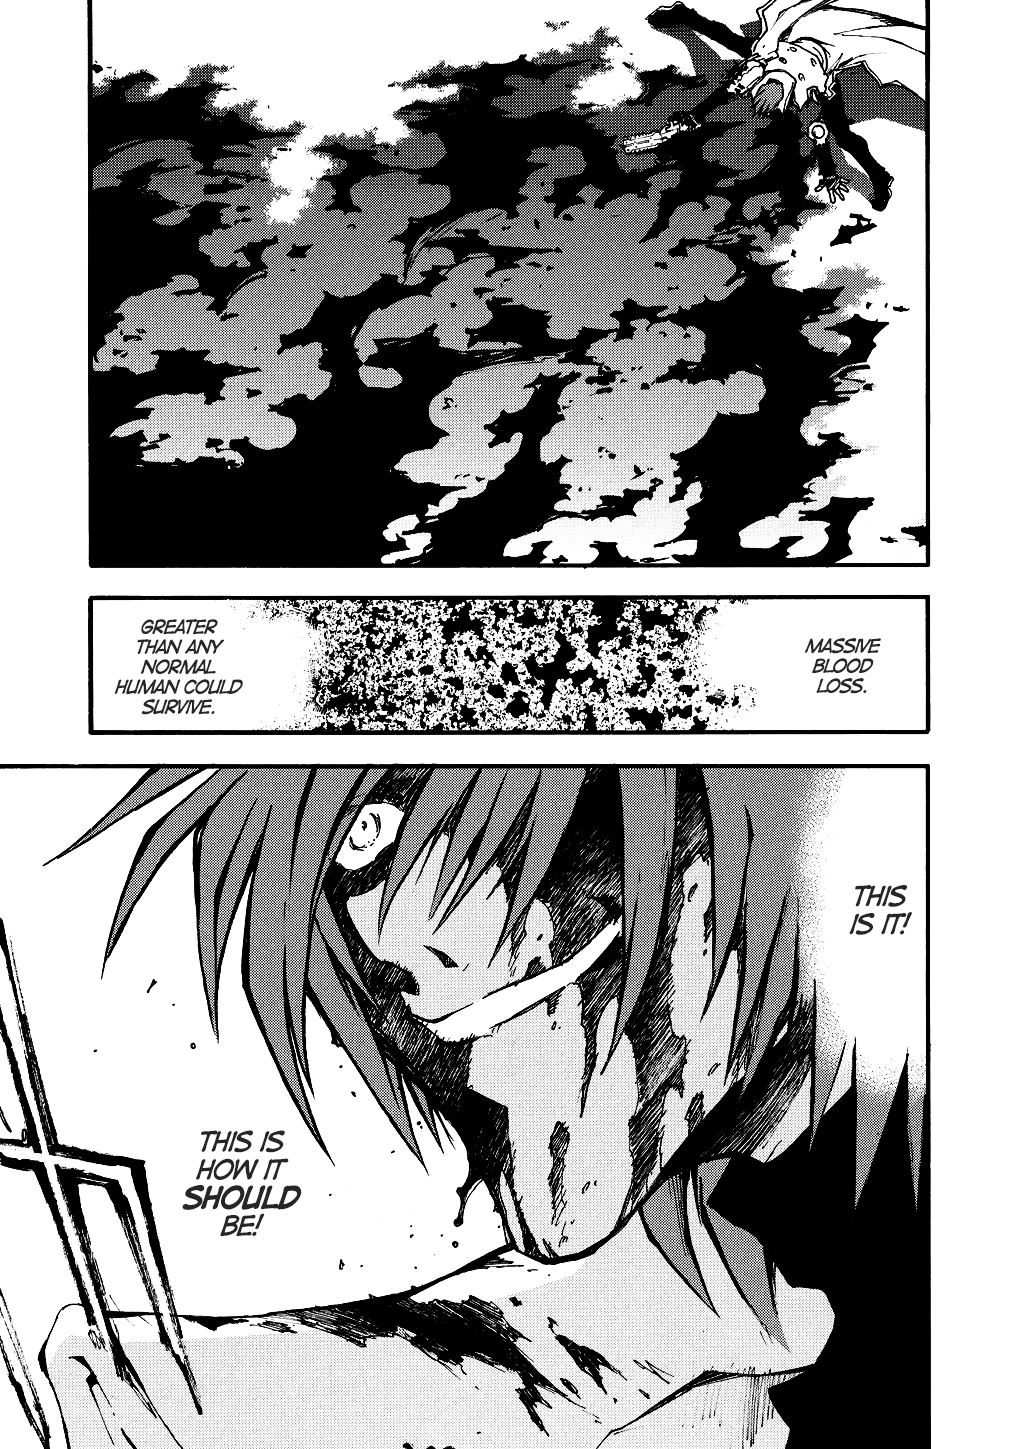 MASSIVE
BLOOD
LOSS.
GREATER
THAN ANY
NORMAL
HUMAN COULD
SURVIVE.
THIS
IS IT!
THIS IS
HOW IT
SHOULD
BE!